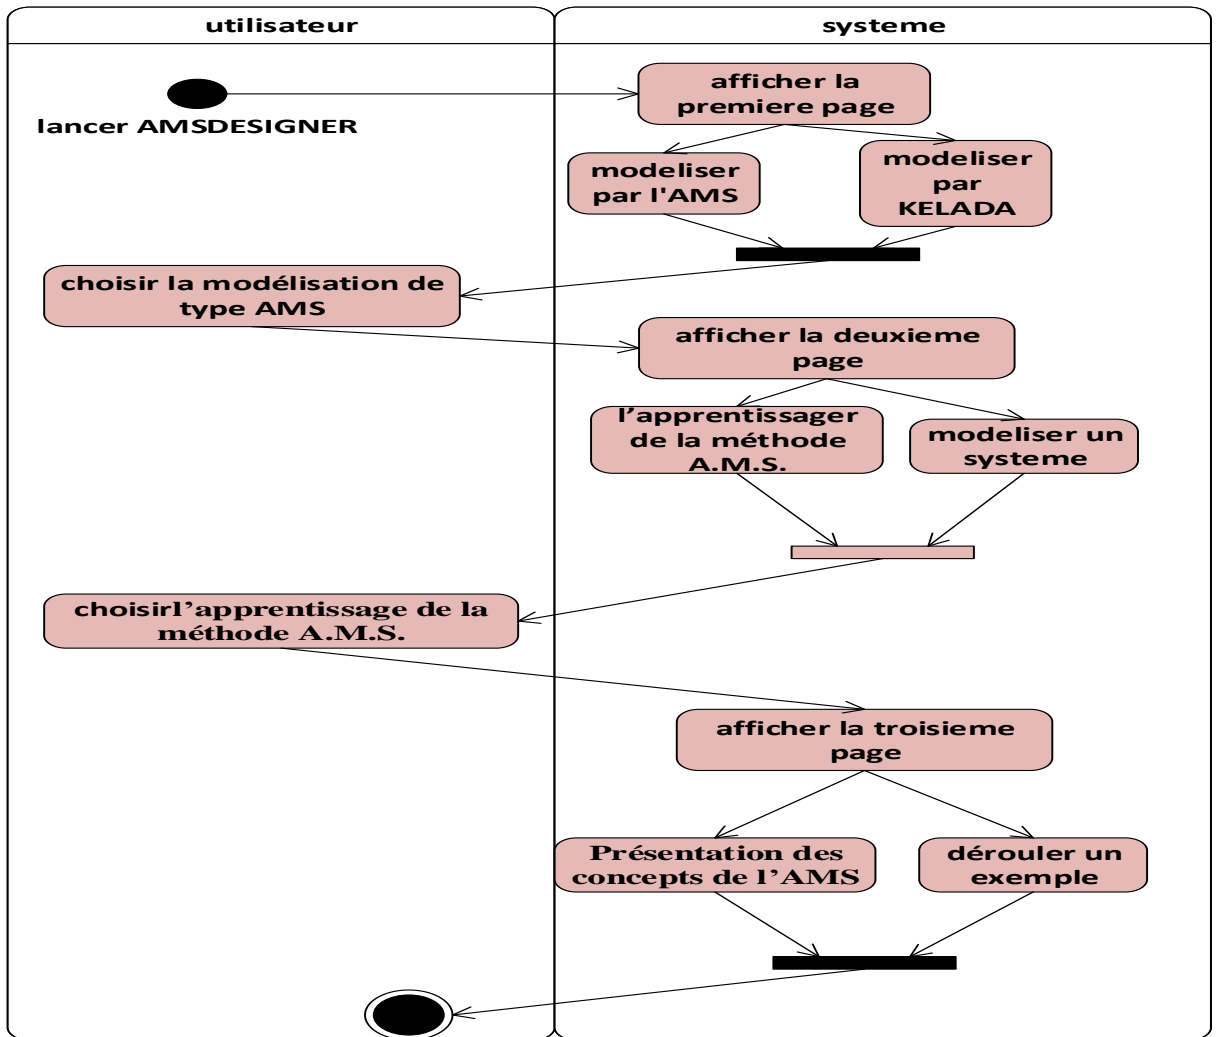 utilisateur
systeme
afficher la
premiere page
lancer AMSDESIGNER
modeliser
par l'AMS
modeliser
par
KELADA
choisir la modélisation de
type AMS
afficher la deuxieme
page
l’apprentissager
de la méthode
A.M.S.
modeliser un
systeme
choisirl’apprentissage de la
méthode A.M.S.
afficher la troisieme
page
Présentation des
concepts de l’AMS
dérouler un
exemple